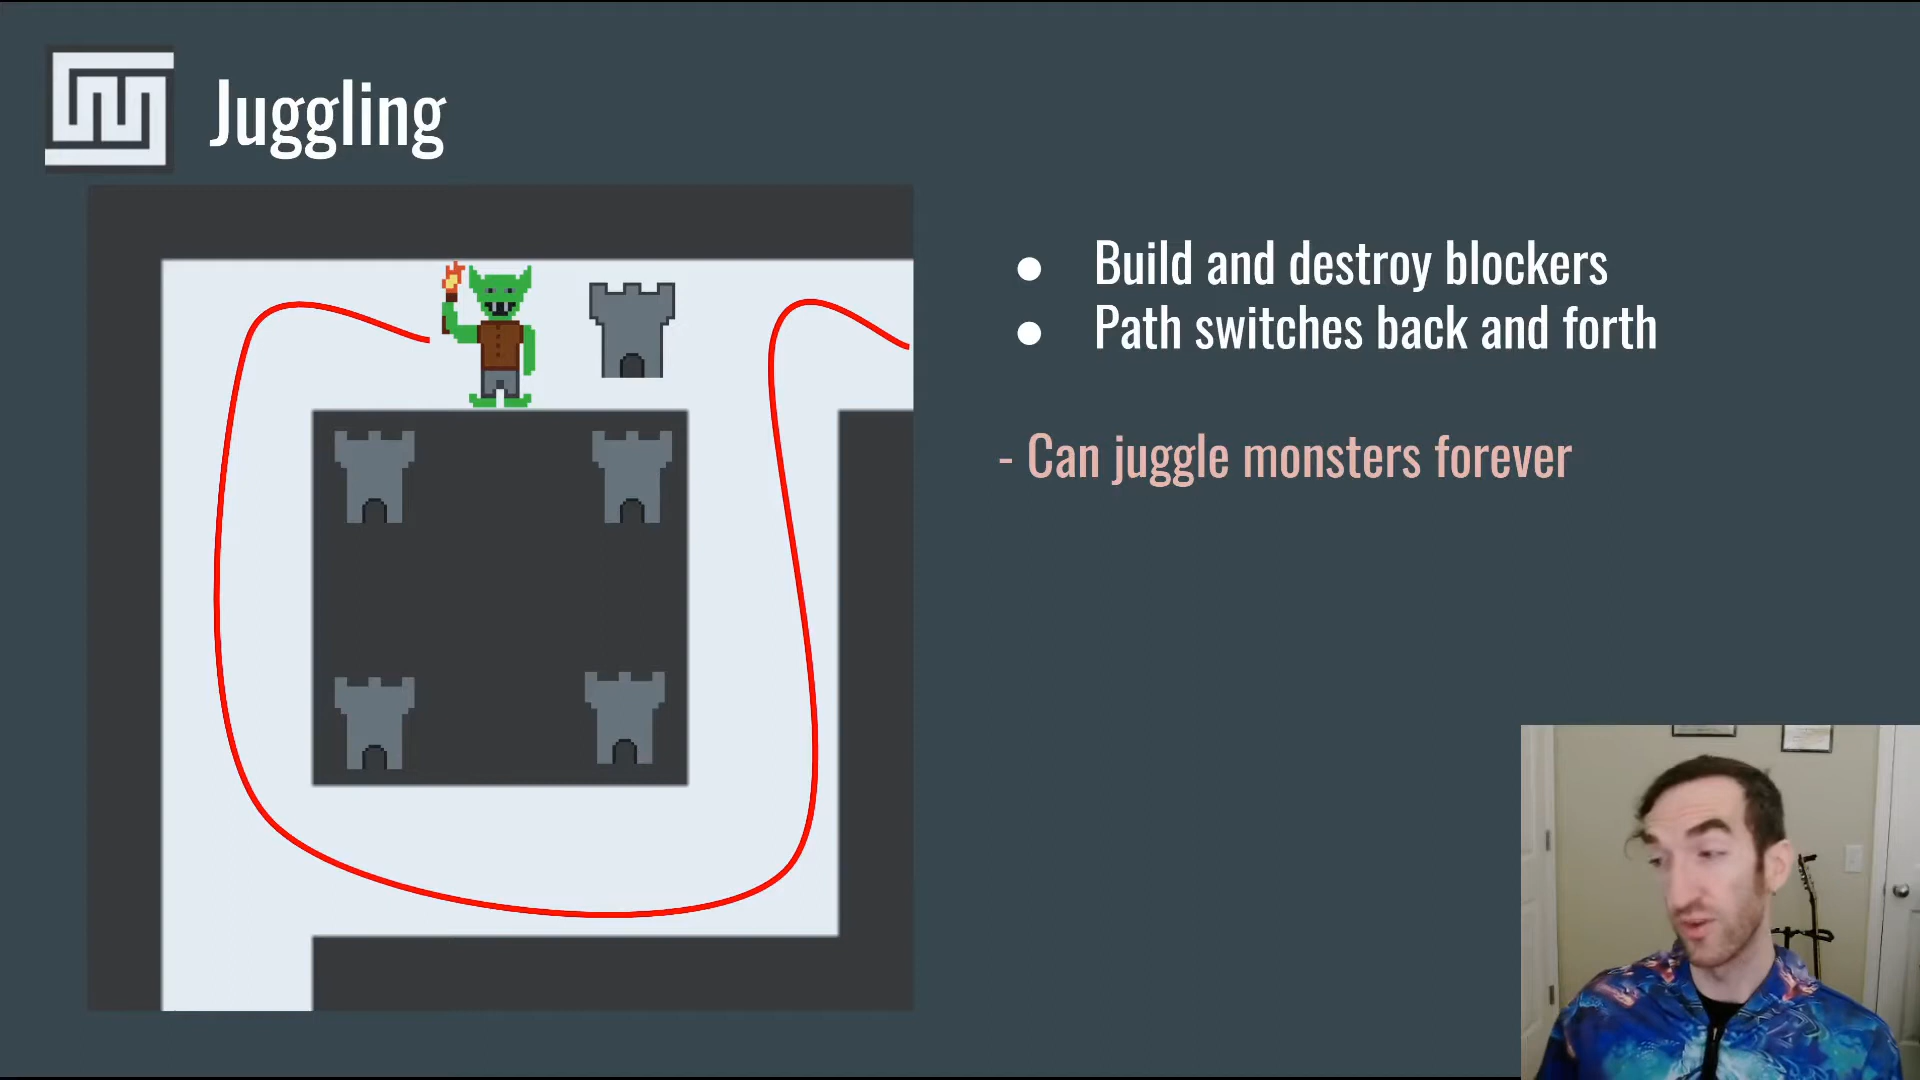 Juggling
● Build and destroy blockers
● Path switches back and forth
- Can juggle monsters forever